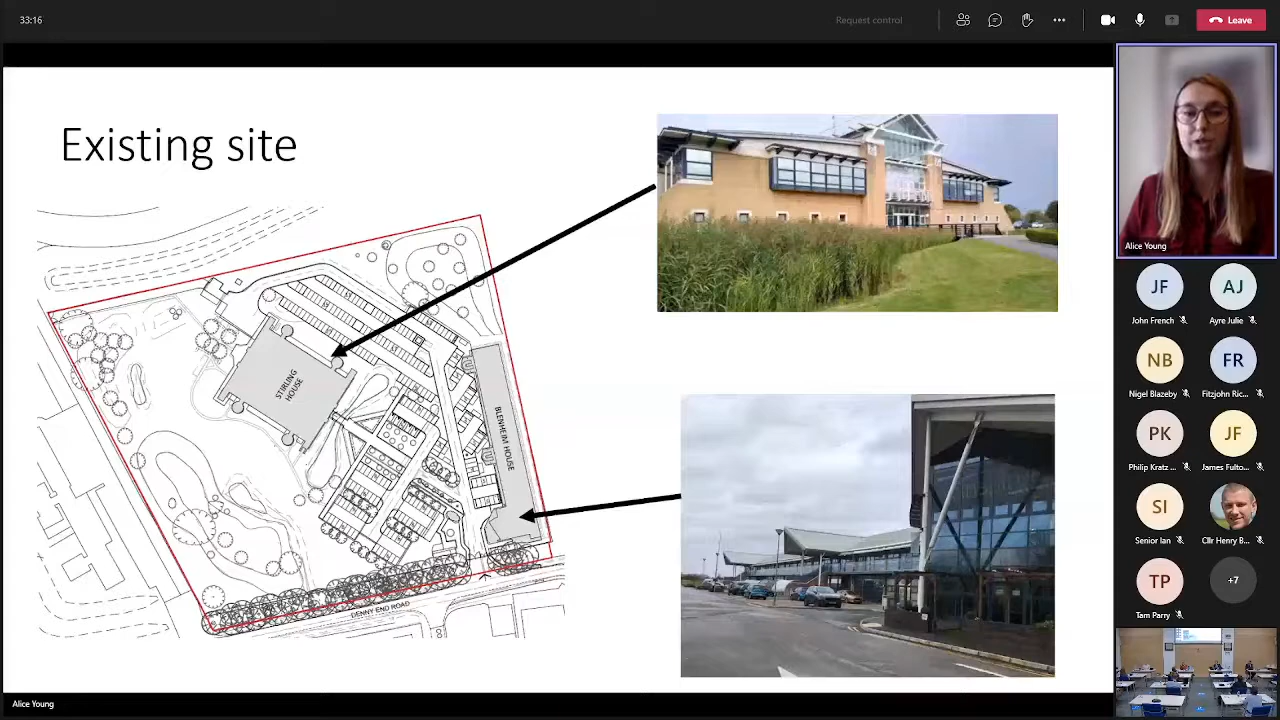 33:16
Request control
Leave
Existing site
STIRLING
HOUSE
BLENHEIM HOUSE
DENNY END ROAD
Alice Young
JF
AJ
John French
Ayre Julie
NB
FR
Nigel Blazeby
Fitzjohn Ric...
PK
JF
Philip Kratz ...
James Fulto...
SI
Senior Ian
Cllr Henry B...
TP
+7
Tam Parry
Alice Young